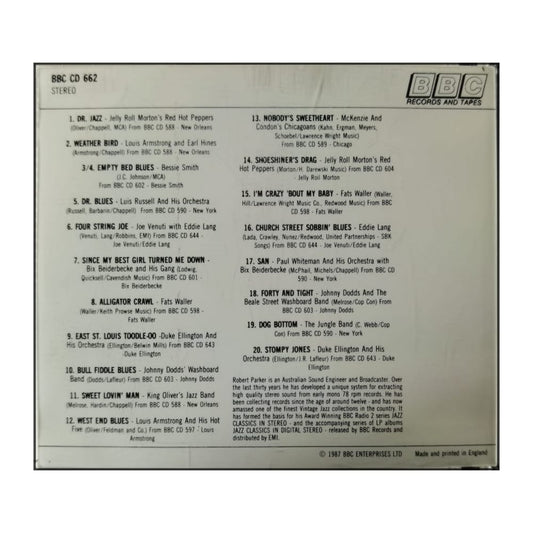 BBC CD 662
STEREO
BBC
RECORDS AND TAPES
1. DR. JAZZ - Jelly Roll Morton's Red Hot Peppers
(Oliver/Chappell, MCA) From BBC CD 588 - New Orleans
2. WEATHER BIRD - Louis Armstrong and Earl Hines
(Armstrong/Chappell) From BBC CD 588 - New Orleans
3/4. EMPTY BED BLUES - Bessie Smith
(J.C. Johnson/MCA)
From BBC CD 602 - Bessie Smith
5. DR. BLUES - Luis Russell And His Orchestra
(Russell, Barbarin/Chappell) From BBC CD 590 - New York
6. FOUR STRING JOE - Joe Venuti with Eddie Lang
(Venuti, Lang/Robbins, EMI) From BBC CD 644 -
Joe Venuti/Eddie Lang
7. SINCE MY BEST GIRL TURNED ME DOWN -
Bix Beiderbecke and His Gang (Ludwig,
Quicksell/Cavendish Music) From BBC CD 601 -
Bix Beiderbecke
8. ALLIGATOR CRAWL - Fats Waller
(Waller/Keith Prowse Music) From BBC CD 598 -
Fats Waller
9. EAST ST. LOUIS TOODLE-OO -Duke Ellington And
His Orchestra (Ellington/Belwin Mills) From BBC CD 643
-Duke Ellington
10. BULL FIDDLE BLUES - Johnny Dodds' Washboard
Band (Dodds/Lafleur) From BBC CD 603 - Johnny Dodds
11. SWEET LOVIN' MAN - King Oliver's Jazz Band
(Melrose, Hardin/Chappell) From BBC CD 588 - New Orleans
12. WEST END BLUES - Louis Armstrong And His Hot
Five (Oliver/Feldman and Co.) From BBC CD 597 - Louis
Armstrong
13. NOBODY'S SWEETHEART - McKenzie And
Condon's Chicagoans (Kahn, Ergman, Meyers,
Schoebel/Lawrence Wright Music)
From BBC CD 589 - Chicago
14. SHOESHINER'S DRAG - Jelly Roll Morton's Red
Hot Peppers (Morton/H. Darewski Music) From BBC CD 604
- Jelly Roll Morton
15. I'M CRAZY 'BOUT MY BABY - Fats Waller (Waller,
Hill/Lawrence Wright Music Co., Redwood Music) From BBC
CD 598 - Fats Waller
16. CHURCH STREET SOBBIN' BLUES - Eddie Lang
(Lada, Crawley, Nunez/Redwood, United Partnerships - SBK
Songs) From BBC CD 644 - Joe Venuti/Eddie Lang
17. SAN - Paul Whiteman And His Orchestra with
Bix Beiderbecke (McPhail, Michels/Chappell) From BBC CD
590 - New York
18. FORTY AND TIGHT - Johnny Dodds And The
Beale Street Washboard Band (Melrose/Cop Con) From BBC
CD 603 - Johnny Dodds
19. DOG BOTTOM - The Jungle Band (C. Webb/Cop
Con) From BBC CD 590 - New York
20. STOMPY JONES - Duke Ellington And His
Orchestra (Ellington/J.R. Lafleur) From BBC CD 643 - Duke
Ellington
Robert Parker is an Australian Sound Engineer and Broadcaster. Over
the last thirty years he has developed a unique system for extracting
high quality stereo sound from early mono 78 rpm records. He has
been collecting records since the age of around twelve - and has now
amassed one of the finest Vintage Jazz collections in the country. It
has formed the basis for his Award Winning BBC Radio 2 series JAZZ
CLASSICS IN STEREO - and the accompanying series of LP albums
JAZZ CLASSICS IN DIGITAL STEREO - released by BBC Records and
distributed by EMI.
© 1987 BBC ENTERPRISES LTD
Made and printed in England